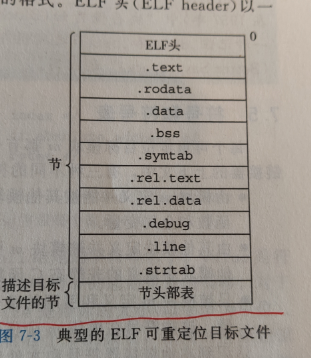 的格式。ELF 头(ELF header)以一
0
ELF头
.text
.rodata
.data
.bss
节
.symtab
.rel.text
.rel.data
.debug
.line
.strtab
描述目标
文件的节
节头部表
图 7-3 典型的 ELF 可重定位目标文件